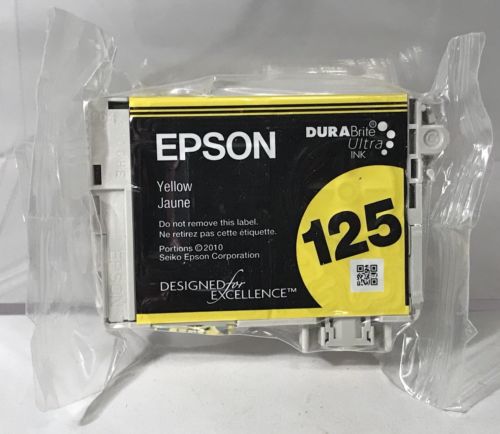 EPSON
DURABrite®
Ultra
INK
Yellow
Jaune
125
Do not remove this label.
Ne retirez pas cette étiquette.
Portions ©2010
Seiko Epson Corporation
DESIGNED for
EXCELLENCE™
EPSON